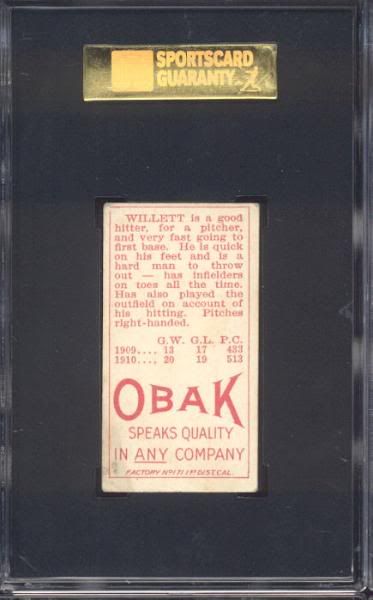 SPORTSCARD
GUARANTY
WILLETT is a good
hitter, for a pitcher,
and very fast going to
first base. He is quick
on his feet and is a
hard man to throw
out — has infielders
on toes all the time.
Has also played the
outfield on account of
his hitting. Pitches
right-handed.
G.W. G.L. P.C.
1909.... 13 17 433
1910..., 20 19 513
OBAK
SPEAKS QUALITY
IN ANY COMPANY
FACTORY No 171 1st DIST. CAL.